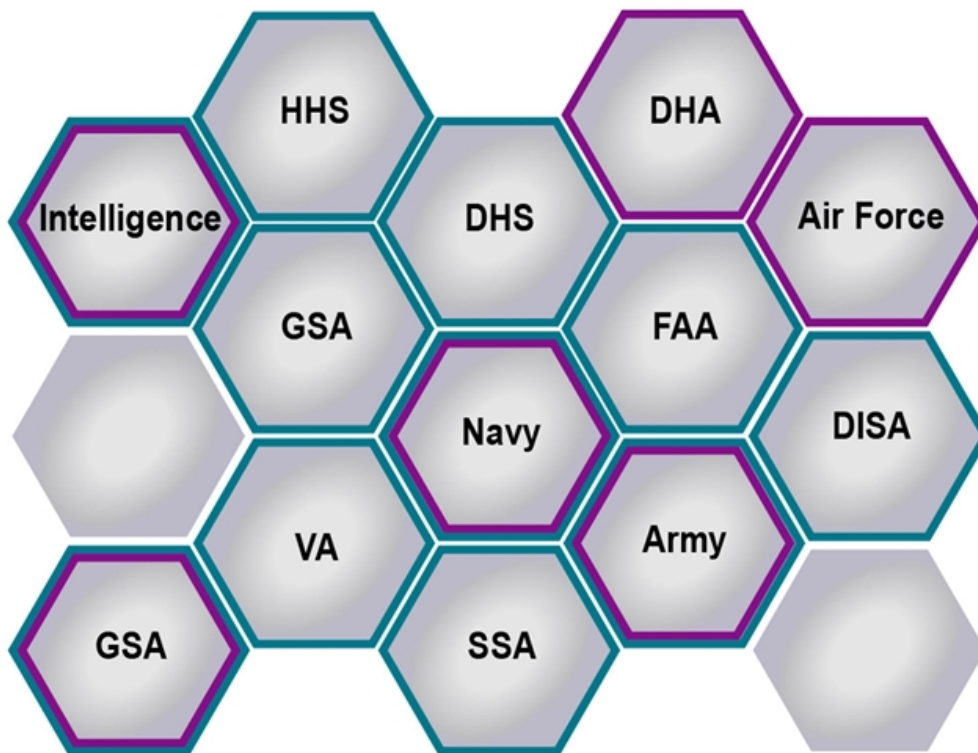 HHS
DHA
Intelligence
DHS
Air Force
GSA
FAA
Navy
DISA
VA
Army
GSA
SSA